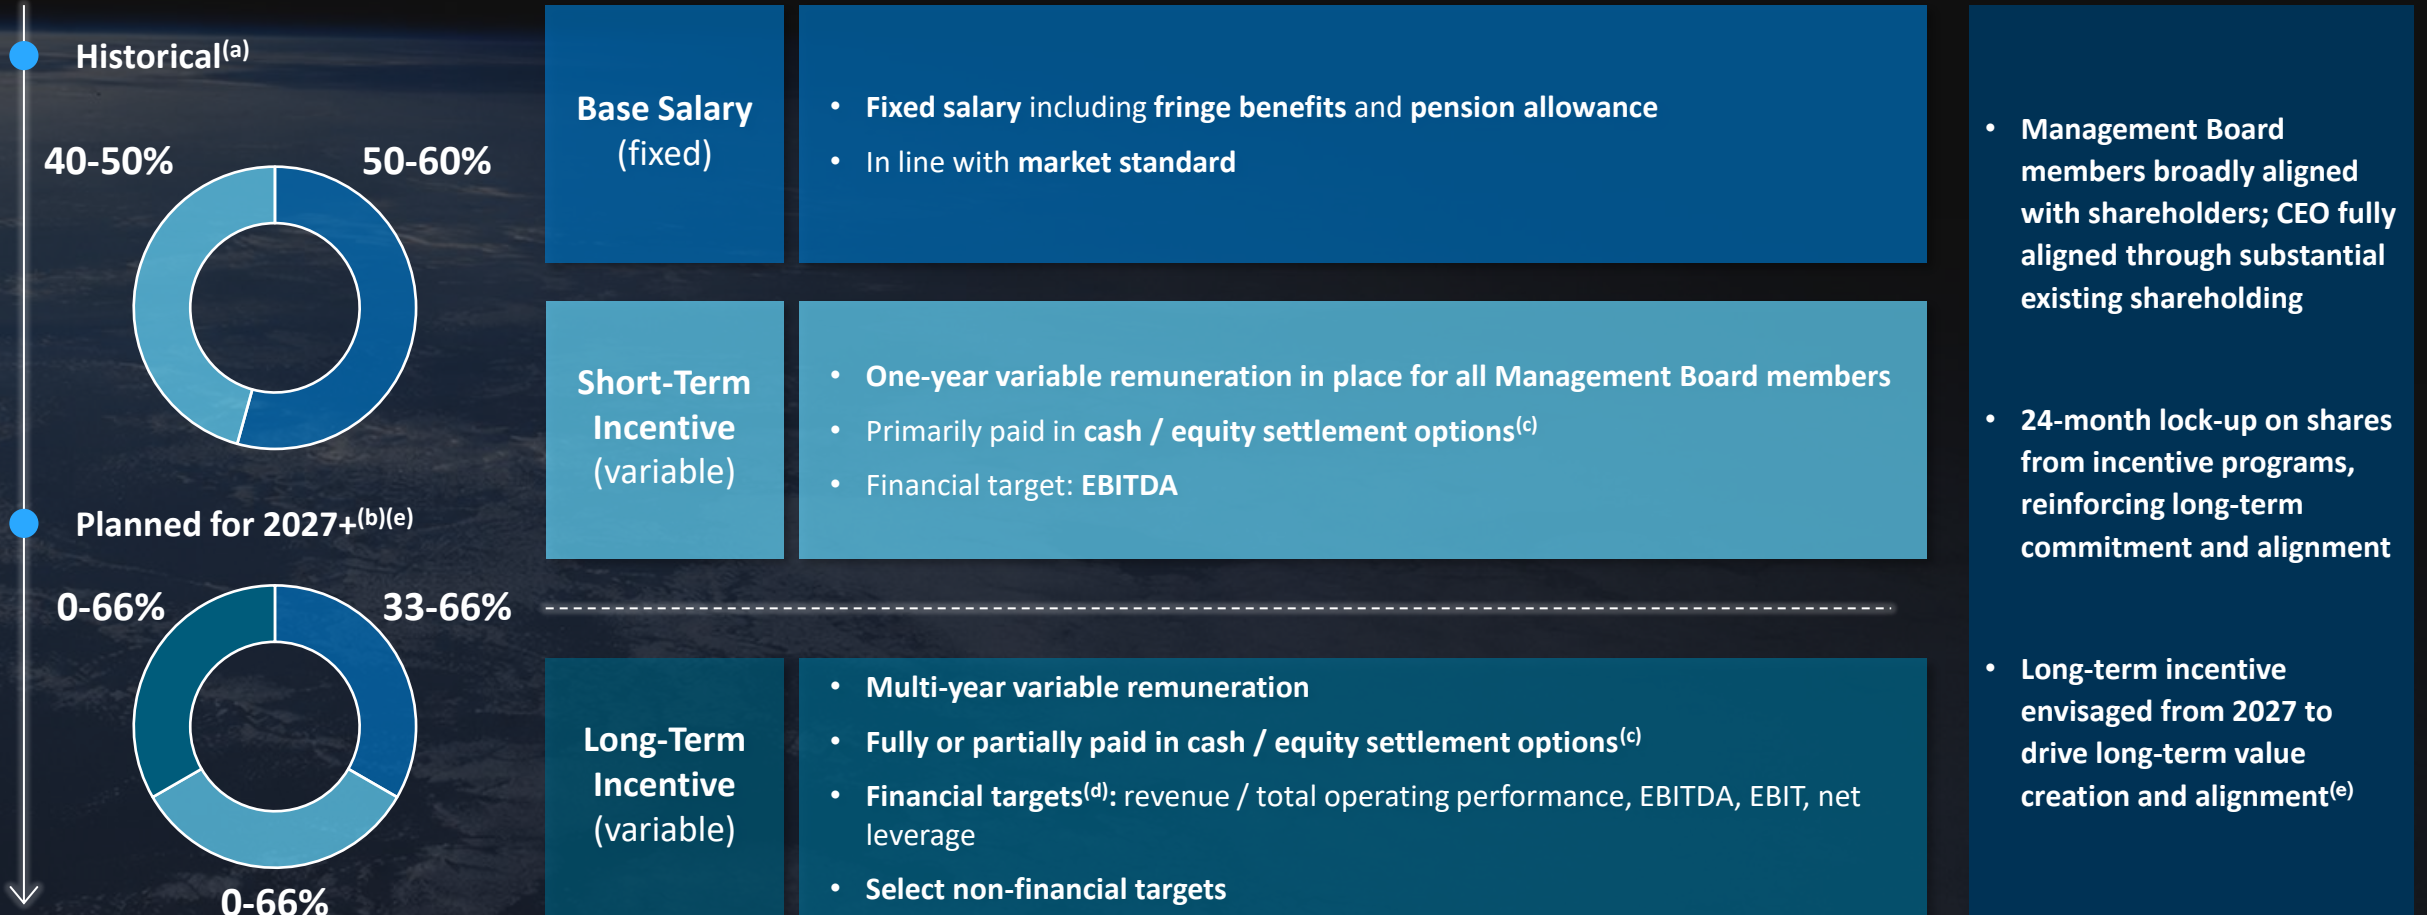 Historical(a)
40-50%
50-60%
Planned for 2027+(b)(e)
0-66%
33-66%
0-66%
Base Salary
(fixed)
• Fixed salary including fringe benefits and pension allowance
• In line with market standard
Short-Term
Incentive
(variable)
• One-year variable remuneration in place for all Management Board members
• Primarily paid in cash / equity settlement options(c)
• Financial target: EBITDA
Long-Term
Incentive
(variable)
• Multi-year variable remuneration
• Fully or partially paid in cash / equity settlement options(c)
• Financial targets(d): revenue / total operating performance, EBITDA, EBIT, net
leverage
• Select non-financial targets
• Management Board
members broadly aligned
with shareholders; CEO fully
aligned through substantial
existing shareholding
• 24-month lock-up on shares
from incentive programs,
reinforcing long-term
commitment and alignment
• Long-term incentive
envisaged from 2027 to
drive long-term value
creation and alignment(e)